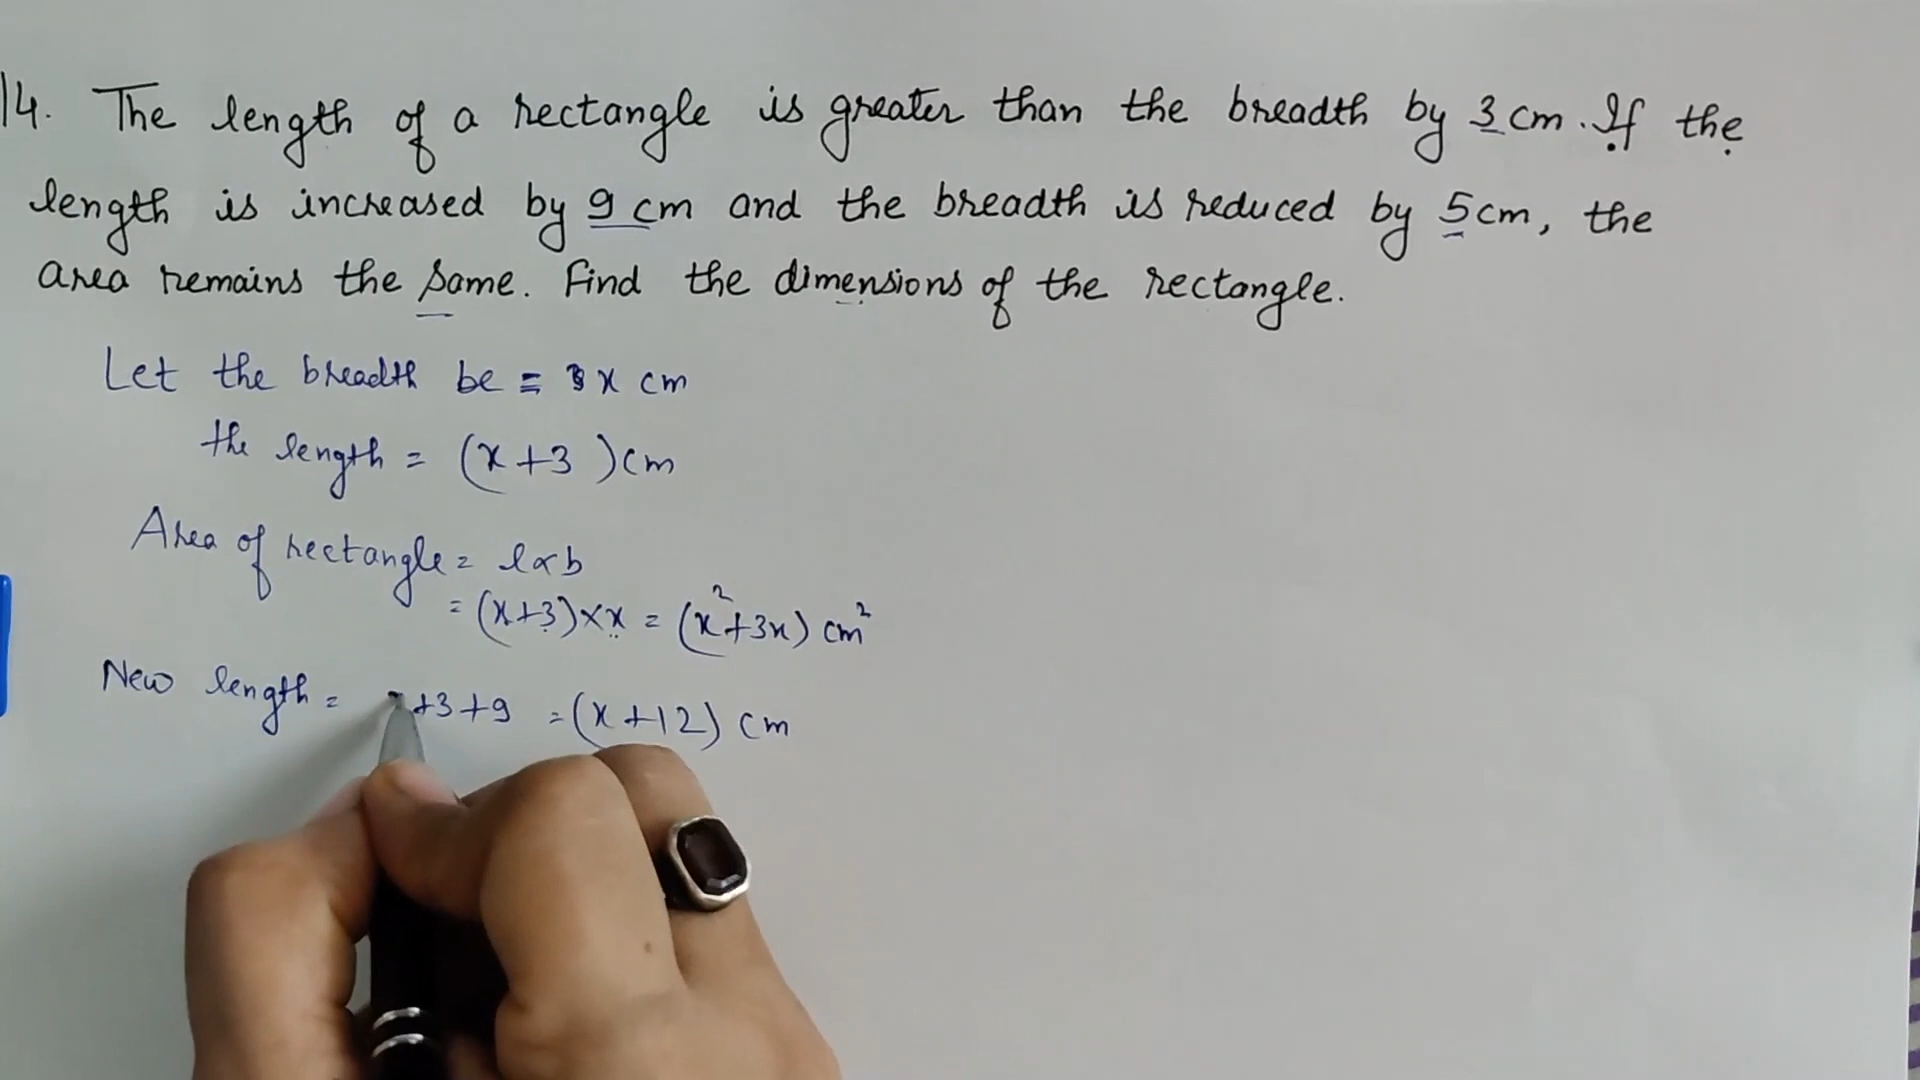 14. The length of a rectangle is greater than the breadth by 3 cm. If the
length is increased by 9 cm and the breadth is reduced by 5 cm, the
area remains the same. Find the dimensions of the rectangle.
Let the breadth be = x cm
the length = (x+3) cm
Area of rectangle = l×b
= (x+3)×x = (x²+3x) cm²
New length = +3+9 = (x+12) cm